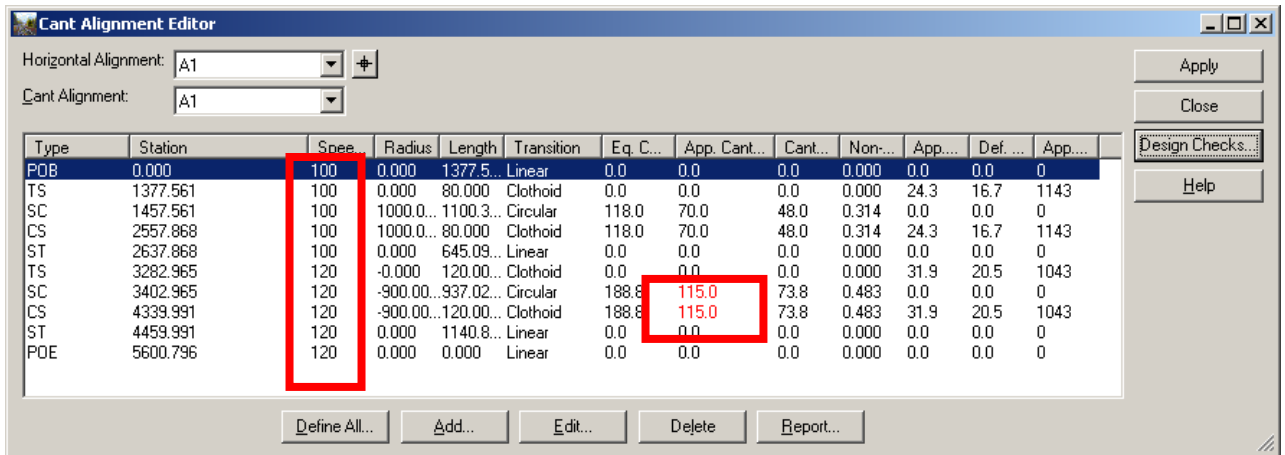 Cant Alignment Editor
Horizontal Alignment: A1
Apply
Cant Alignment: A1
Close
Type Station Spee... Radius Length Transition Eq. C... App. Cant... Cant... Non-... App.... Def. ... App....
Design Checks...
POB 0.000 100 0.000 1377.5... Linear 0.0 0.0 0.0 0.000 0.0 0.0 0
TS 1377.561 100 0.000 80.000 Clothoid 0.0 0.0 0.0 0.000 24.3 16.7 1143
Help
SC 1457.561 100 1000.0... 1100.3... Circular 118.0 70.0 48.0 0.314 0.0 0.0 0
CS 2557.868 100 1000.0... 80.000 Clothoid 118.0 70.0 48.0 0.314 24.3 16.7 1143
ST 2637.868 100 0.000 645.09... Linear 0.0 0.0 0.0 0.000 0.0 0.0 0
TS 3282.965 120 -0.000 120.00... Clothoid 0.0 0.0 0.0 0.000 31.9 20.5 1043
SC 3402.965 120 -900.00... 937.02... Circular 188.8 115.0 73.8 0.483 0.0 0.0 0
CS 4339.991 120 -900.00... 120.00... Clothoid 188.8 115.0 73.8 0.483 31.9 20.5 1043
ST 4459.991 120 0.000 1140.8... Linear 0.0 0.0 0.0 0.000 0.0 0.0 0
POE 5600.796 120 0.000 0.000 Linear 0.0 0.0 0.0 0.000 0.0 0.0 0
Define All... Add... Edit... Delete Report...